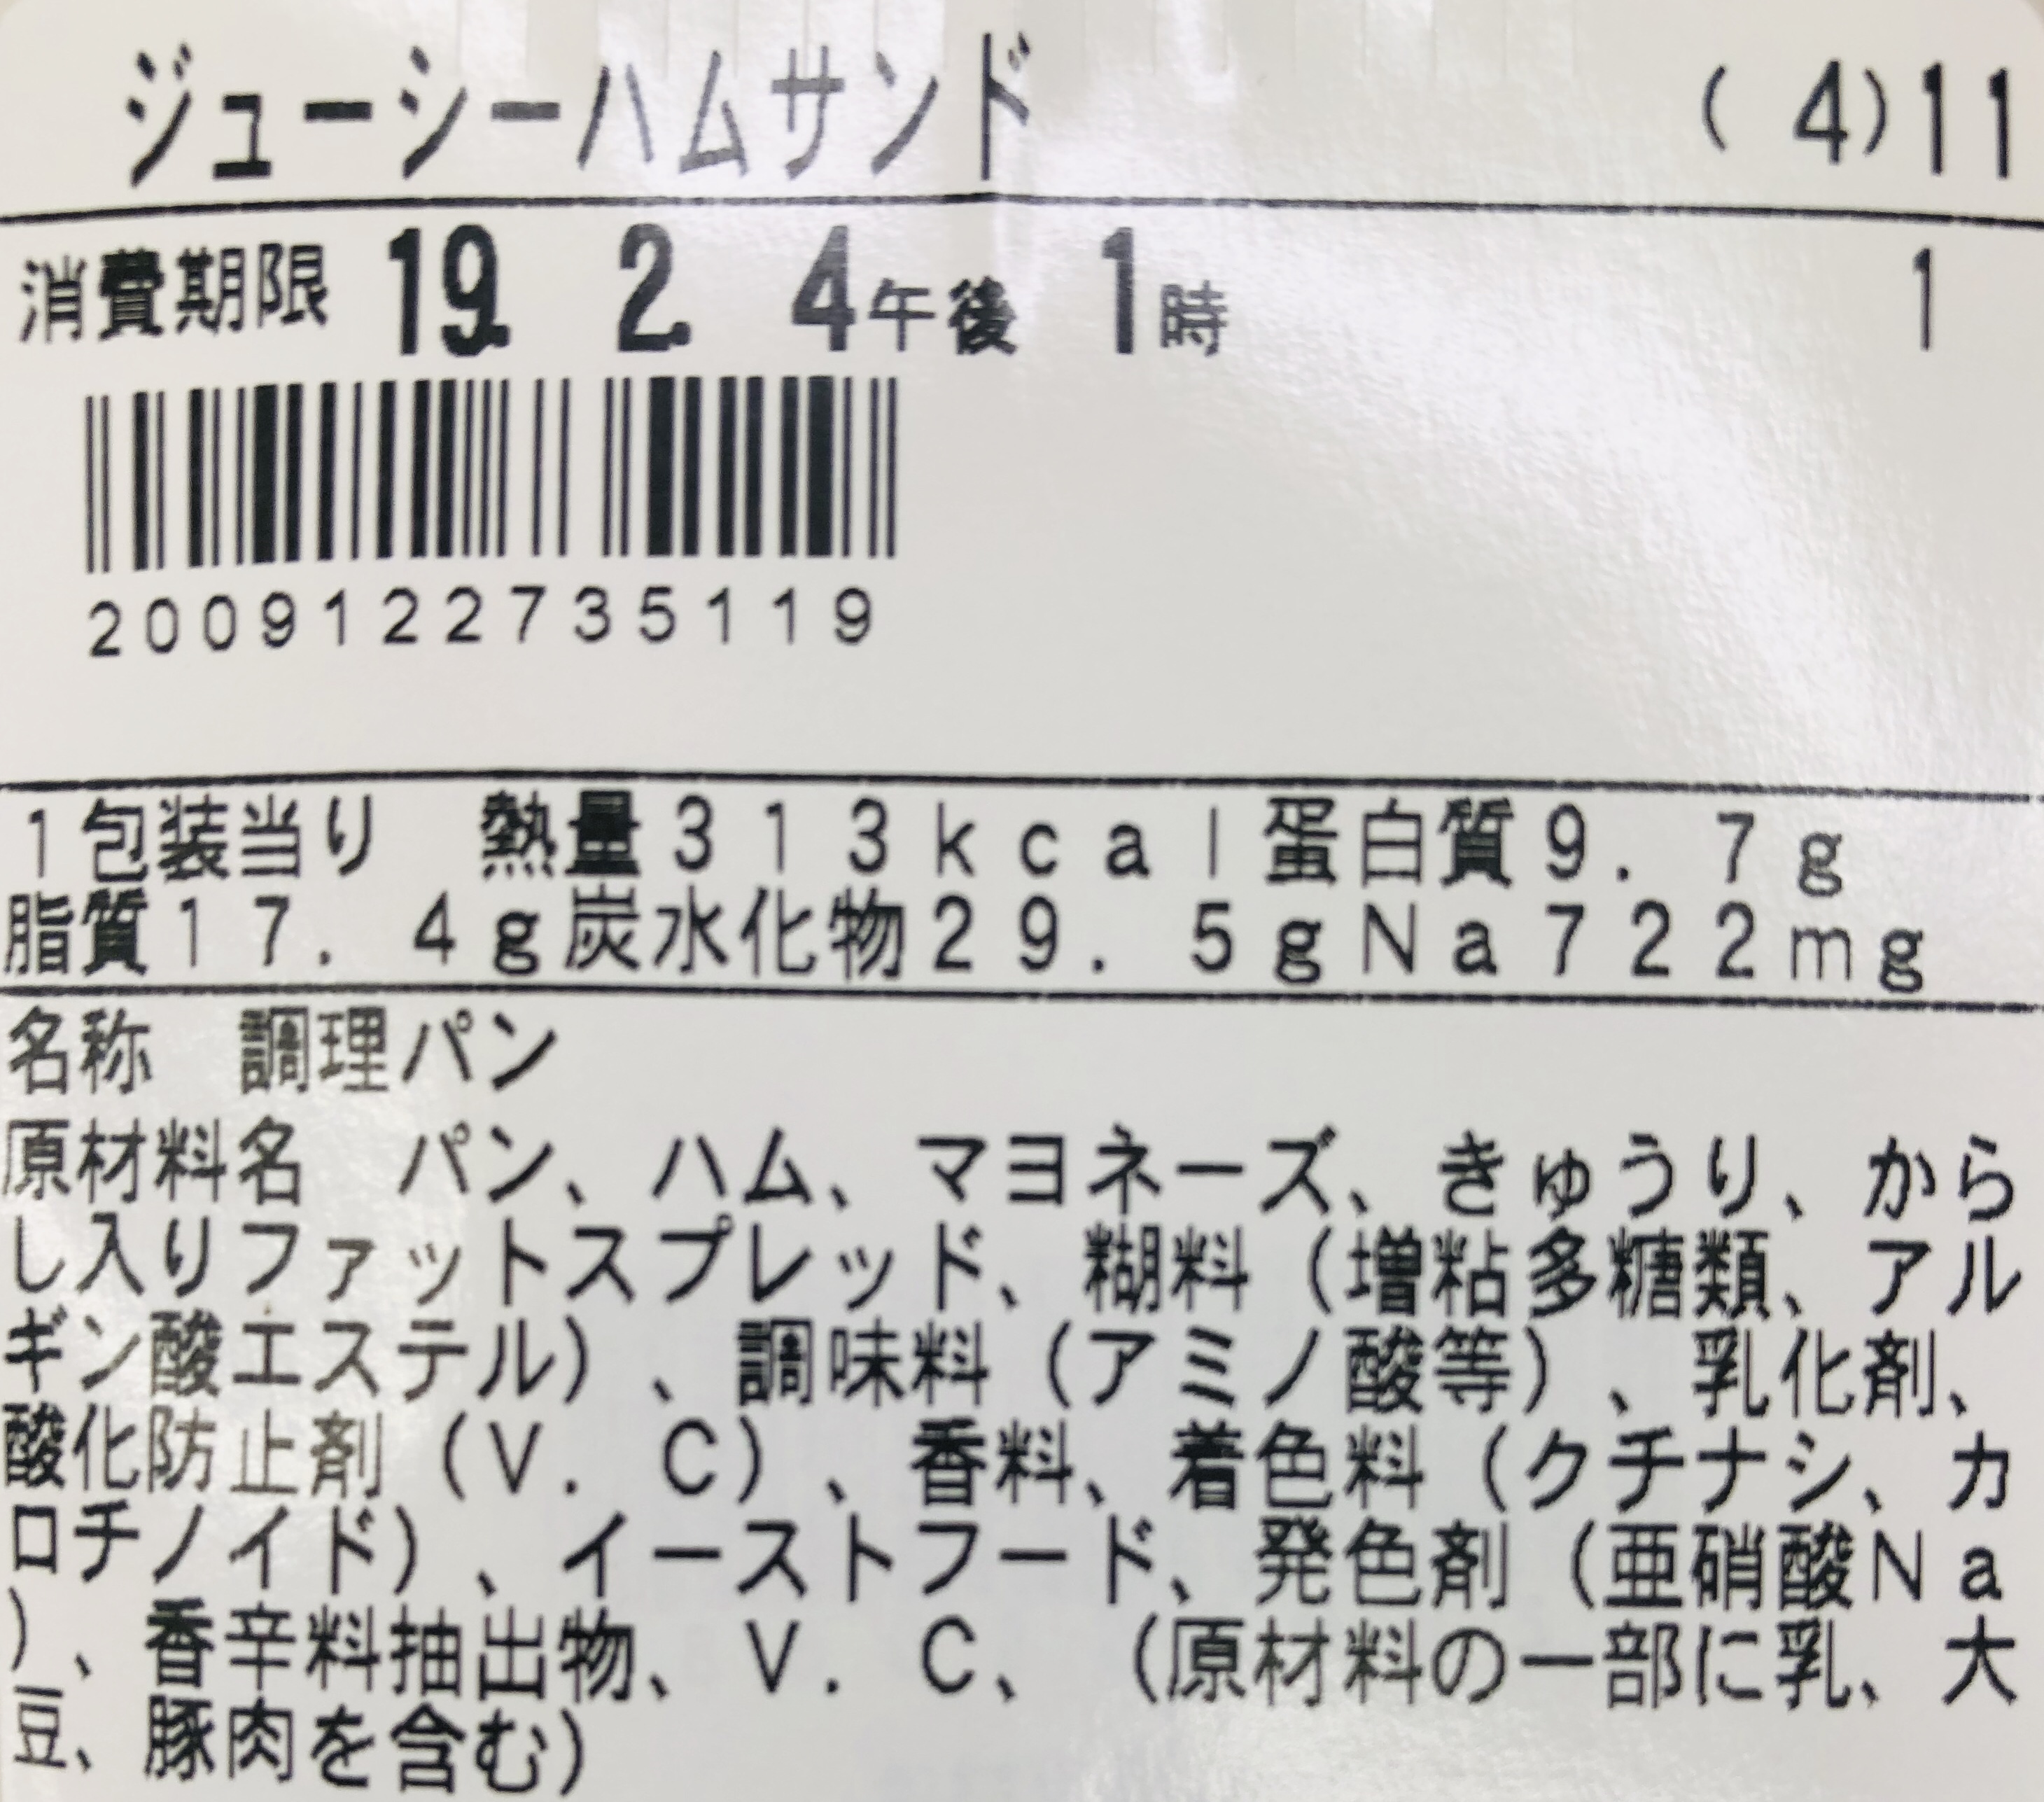 ジューシーハムサンド ( 4)11
消費期限 19. 2. 4午後 1時 1
2009122735119
1包装当り 熱量313kcal蛋白質9.7g
脂質17.4g炭水化物29.5gNa722mg
名称 調理パン
原材料名 パン、ハム、マヨネーズ、きゅうり、から
し入りファットスプレッド、糊料(増粘多糖類、アル
ギン酸エステル)、調味料(アミノ酸等)、乳化剤、
酸化防止剤(V.C)、香料、着色料(クチナシ、カ
ロチノイド)、イーストフード、発色剤(亜硝酸Na
)、香辛料抽出物、V.C、(原材料の一部に乳、大
豆、豚肉を含む)